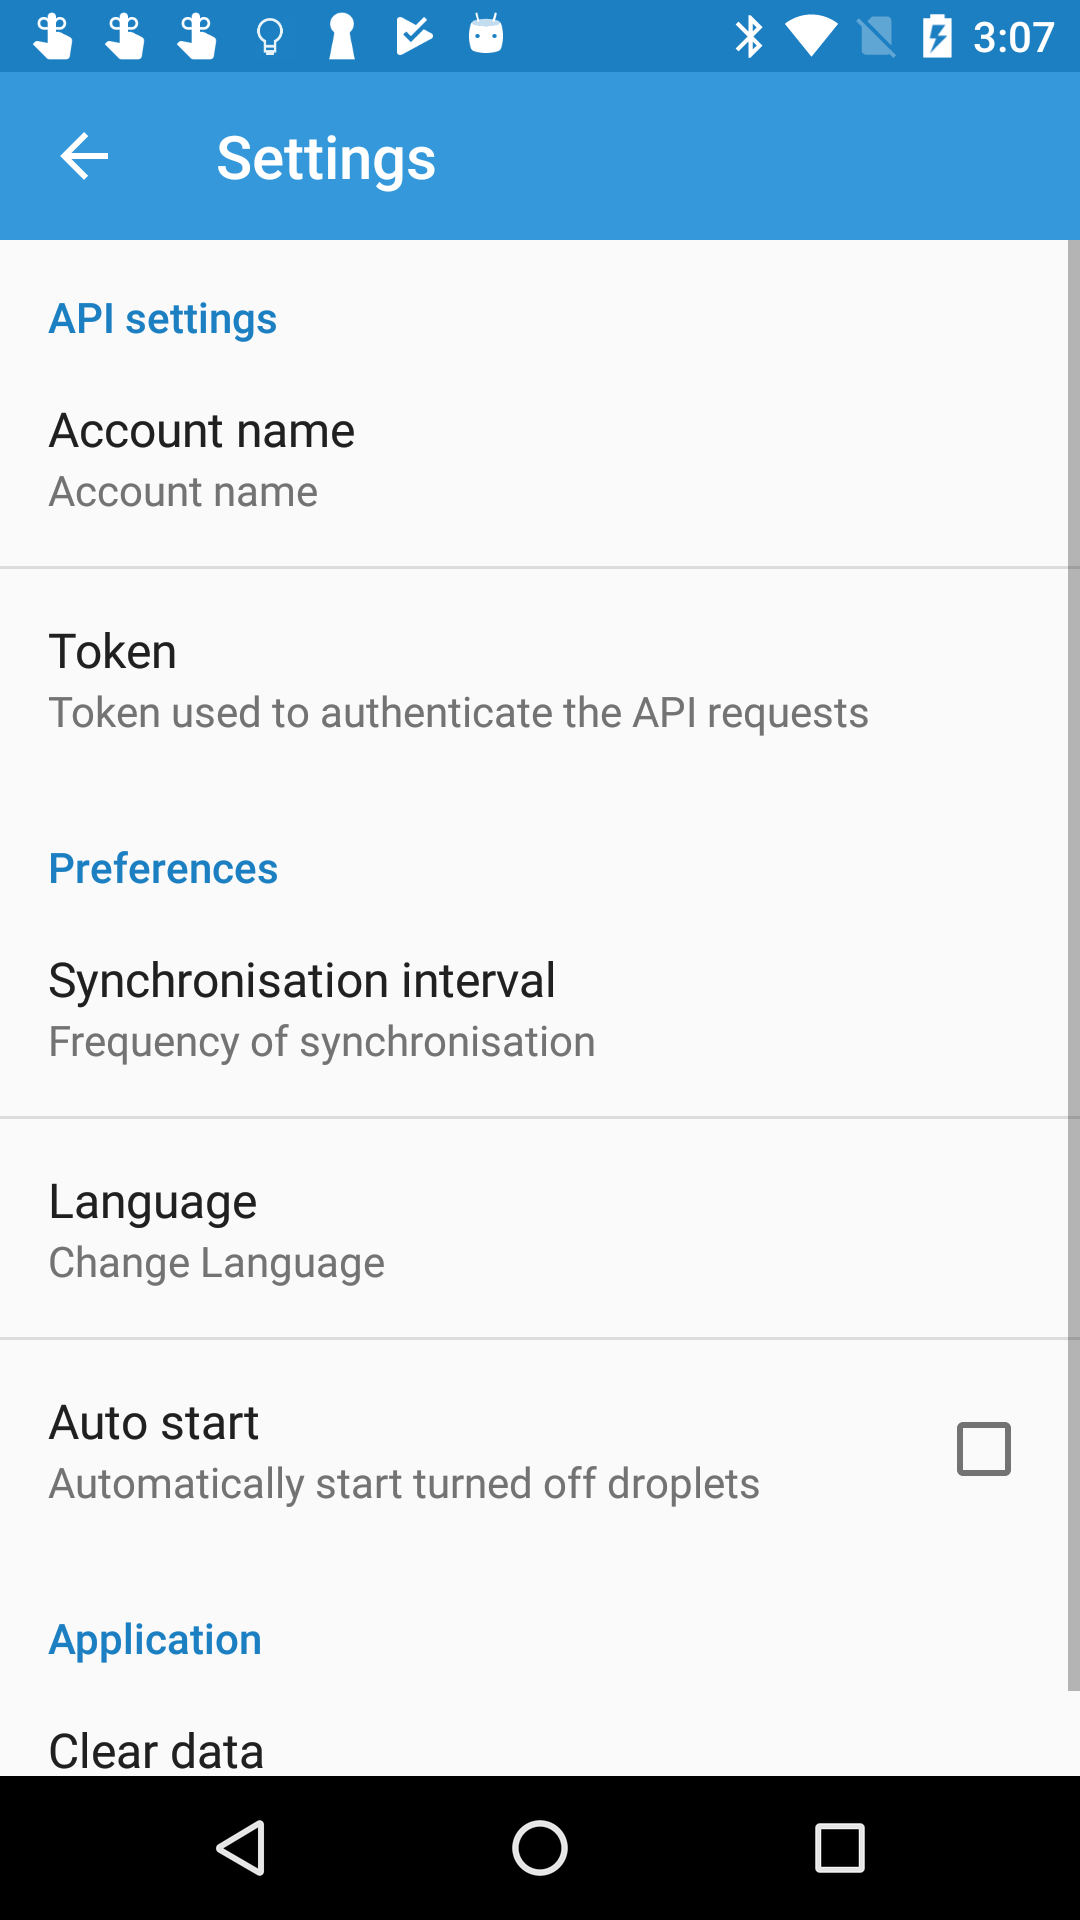 3:07
Settings
API settings
Account name
Account name
Token
Token used to authenticate the API requests
Preferences
Synchronisation interval
Frequency of synchronisation
Language
Change Language
Auto start
Automatically start turned off droplets
Application
Clear data